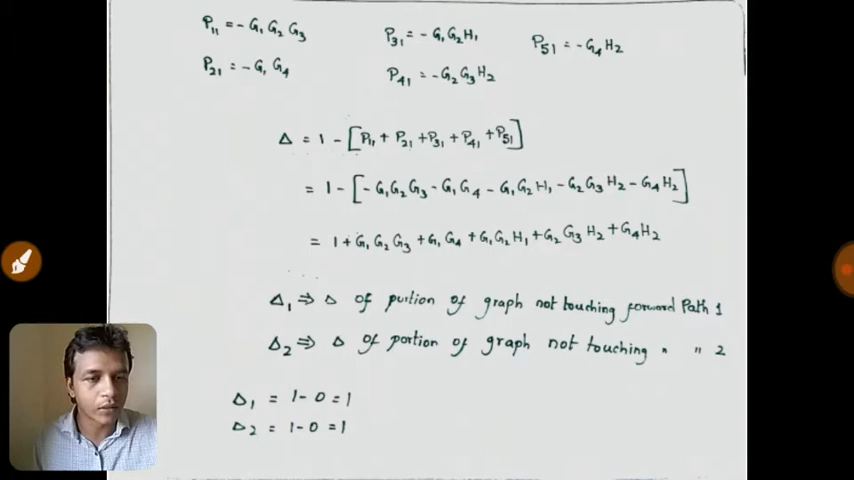 P₁₁ = - G₁ G₂ G₃
P₃₁ = - G₁ G₂ H₁
P₅₁ = - G₄ H₂
P₂₁ = - G₁ G₄
P₄₁ = - G₂ G₃ H₂
Δ = 1 - [P₁₁ + P₂₁ + P₃₁ + P₄₁ + P₅₁]
= 1 - [- G₁ G₂ G₃ - G₁ G₄ - G₁ G₂ H₁ - G₂ G₃ H₂ - G₄ H₂]
= 1 + G₁ G₂ G₃ + G₁ G₄ + G₁ G₂ H₁ + G₂ G₃ H₂ + G₄ H₂
Δ₁ ⇒ Δ of portion of graph not touching forward Path 1
Δ₂ ⇒ Δ of portion of graph not touching " " 2
Δ₁ = 1 - 0 = 1
Δ₂ = 1 - 0 = 1